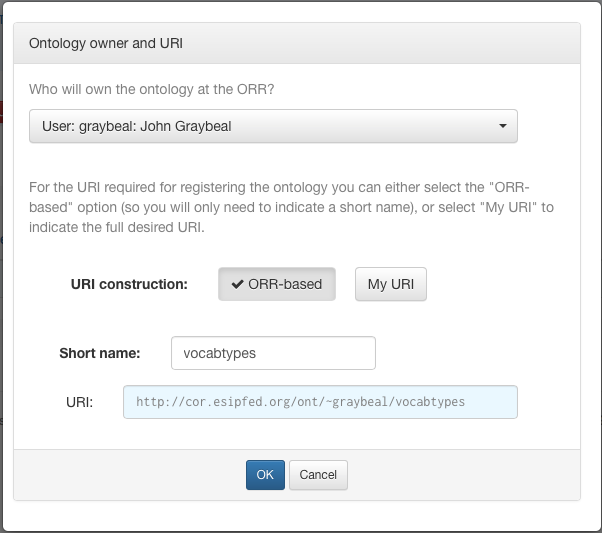 Ontology owner and URI
Who will own the ontology at the ORR?
User: graybeal: John Graybeal
For the URI required for registering the ontology you can either select the "ORR-
based" option (so you will only need to indicate a short name), or select "My URI" to
indicate the full desired URI.
URI construction: ✔ ORR-based My URI
Short name: vocabtypes
URI: http://cor.esipfed.org/ont/~graybeal/vocabtypes
OK Cancel